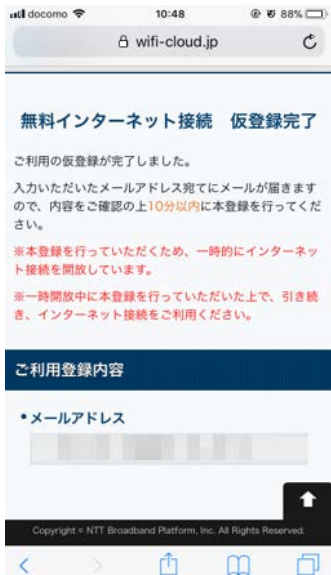 docomo 10:48 88%
wifi-cloud.jp
無料インターネット接続 仮登録完了
ご利用の仮登録が完了しました。
入力いただいたメールアドレス宛てにメールが届きます
ので、内容をご確認の上10分以内に本登録を行ってくだ
さい。
※本登録を行っていただくため、一時的にインターネッ
ト接続を開放しています。
※一時開放中に本登録を行っていただいた上で、引き続
き、インターネット接続をご利用ください。
ご利用登録内容
•メールアドレス
Copyright © NTT Broadband Platform, Inc. All Rights Reserved.